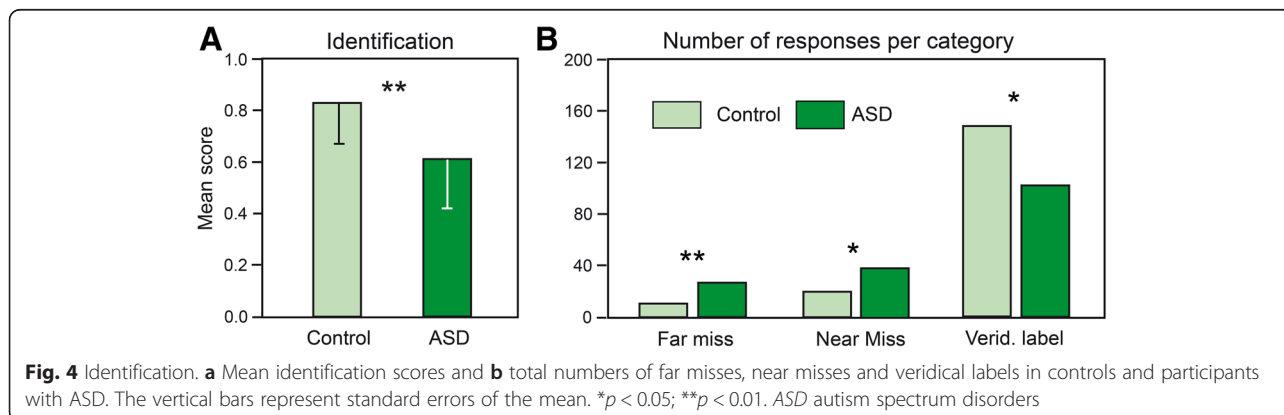 A Identification
**
Mean score
1.0
0.8
0.6
0.4
0.2
0.0
Control ASD
B Number of responses per category
200
160
120
80
40
0
Control ASD
** * *
Far miss Near Miss Verid. label
Fig. 4 Identification. a Mean identification scores and b total numbers of far misses, near misses and veridical labels in controls and participants
with ASD. The vertical bars represent standard errors of the mean. *p < 0.05; **p < 0.01. ASD autism spectrum disorders